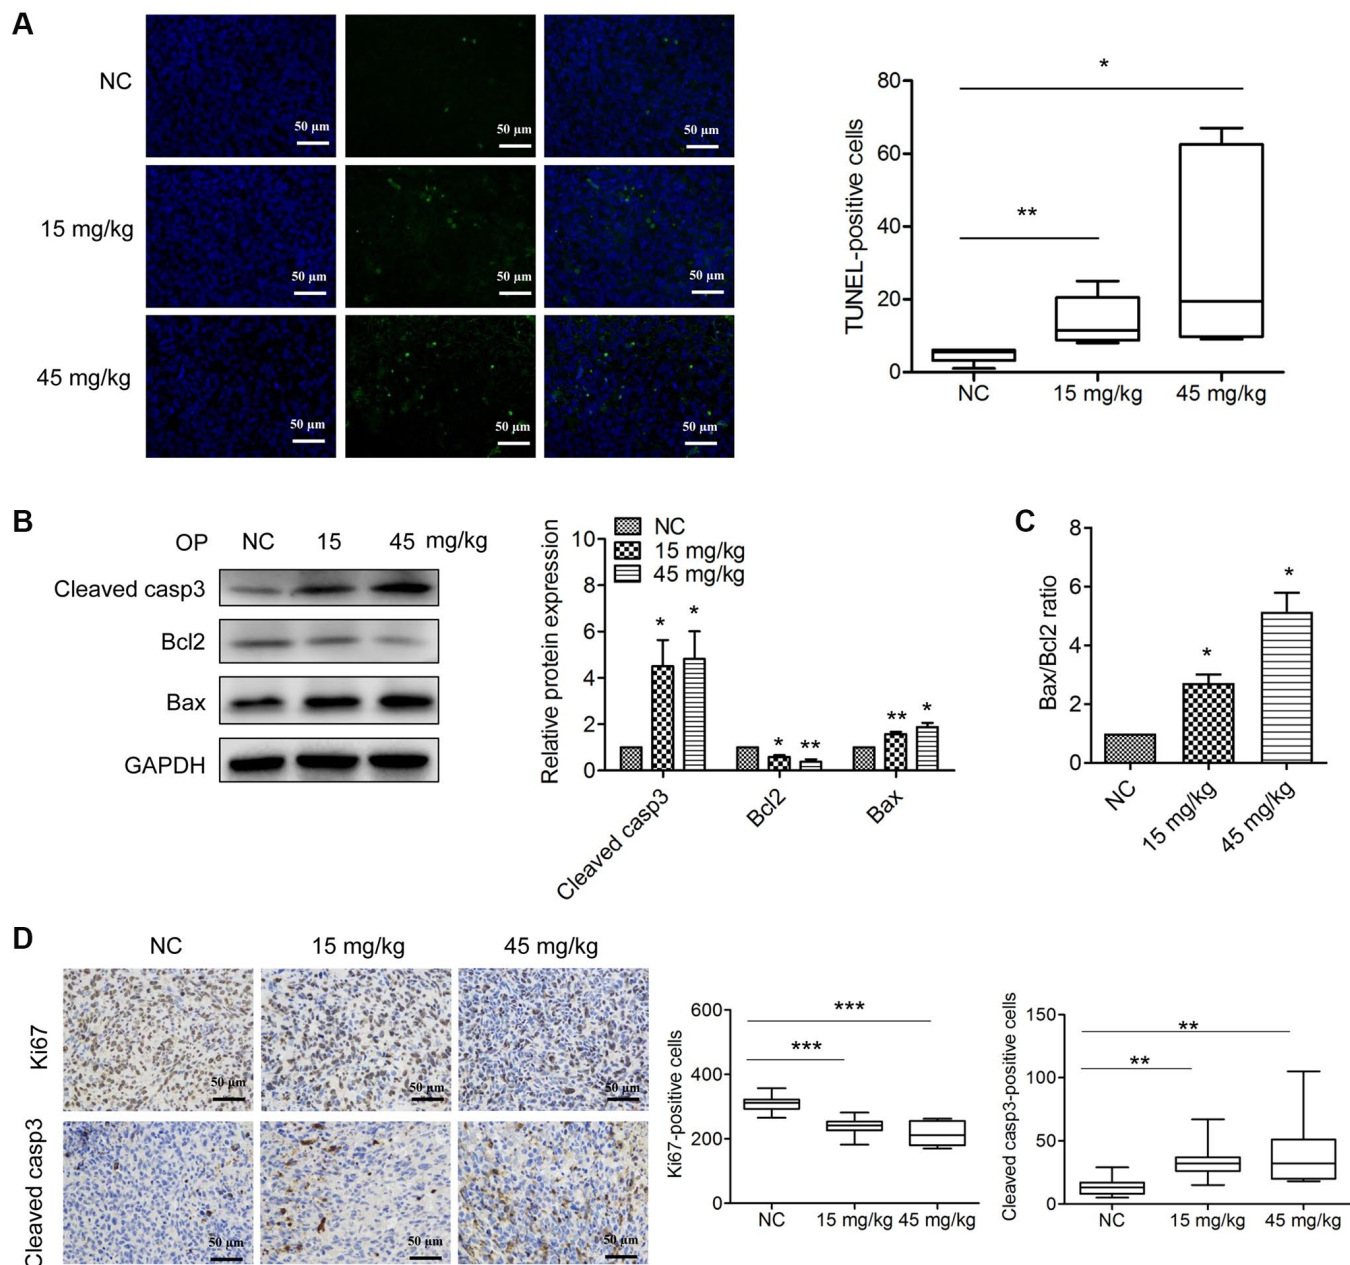 A
NC
50 μm
50 μm
50 μm
15 mg/kg
50 μm
50 μm
50 μm
45 mg/kg
50 μm
50 μm
50 μm
TUNEL-positive cells
80
60
40
20
0
*
**
NC 15 mg/kg 45 mg/kg
B
OP NC 15 45 mg/kg
Cleaved casp3
Bcl2
Bax
GAPDH
Relative protein expression
10
8
6
4
2
0
NC
15 mg/kg
45 mg/kg
* *
* **
** *
Cleaved casp3
Bcl2
Bax
C
Bax/Bcl2 ratio
8
6
4
2
0
*
*
NC
15 mg/kg
45 mg/kg
D
NC 15 mg/kg 45 mg/kg
Ki67
50 μm
50 μm
50 μm
Cleaved casp3
50 μm
50 μm
50 μm
Ki67-positive cells
600
400
200
0
***
***
NC 15 mg/kg 45 mg/kg
Cleaved casp3-positive cells
150
100
50
0
**
**
NC 15 mg/kg 45 mg/kg